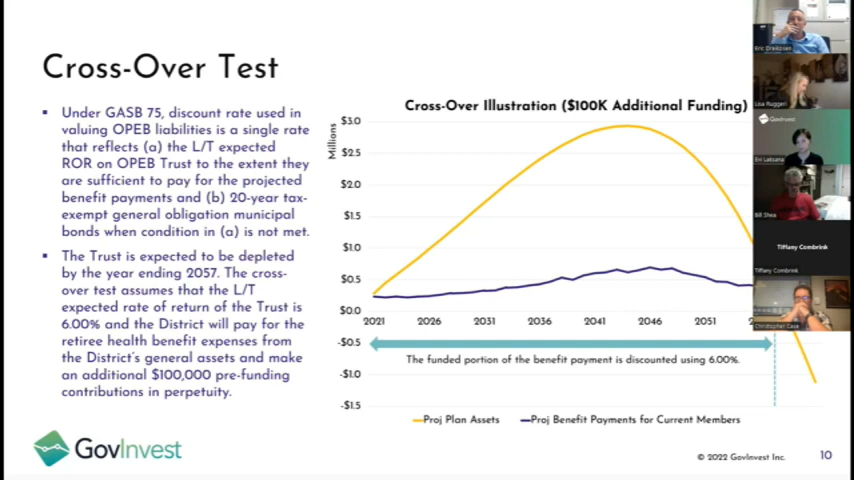 Cross-Over Test
▪ Under GASB 75, discount rate used in
valuing OPEB liabilities is a single rate
that reflects (a) the L/T expected
ROR on OPEB Trust to the extent they
are sufficient to pay for the projected
benefit payments and (b) 20-year tax-
exempt general obligation municipal
bonds when condition in (a) is not met.
▪ The Trust is expected to be depleted
by the year ending 2057. The cross-
over test assumes that the L/T
expected rate of return of the Trust is
6.00% and the District will pay for the
retiree health benefit expenses from
the District's general assets and make
an additional $100,000 pre-funding
contributions in perpetuity.
Cross-Over Illustration ($100K Additional Funding)
Millions
$3.0
$2.5
$2.0
$1.5
$1.0
$0.5
$0.0
2021 2026 2031 2036 2041 2046 2051
-$0.5
-$1.0
-$1.5
The funded portion of the benefit payment is discounted using 6.00%.
Proj Plan Assets Proj Benefit Payments for Current Members
GovInvest
© 2022 GovInvest Inc. 10
Lisa Ruggeri
GovInvest
Eri Laksana
Bill Shea
Tiffany Combrink
Tiffany Combrink
Christopher Case